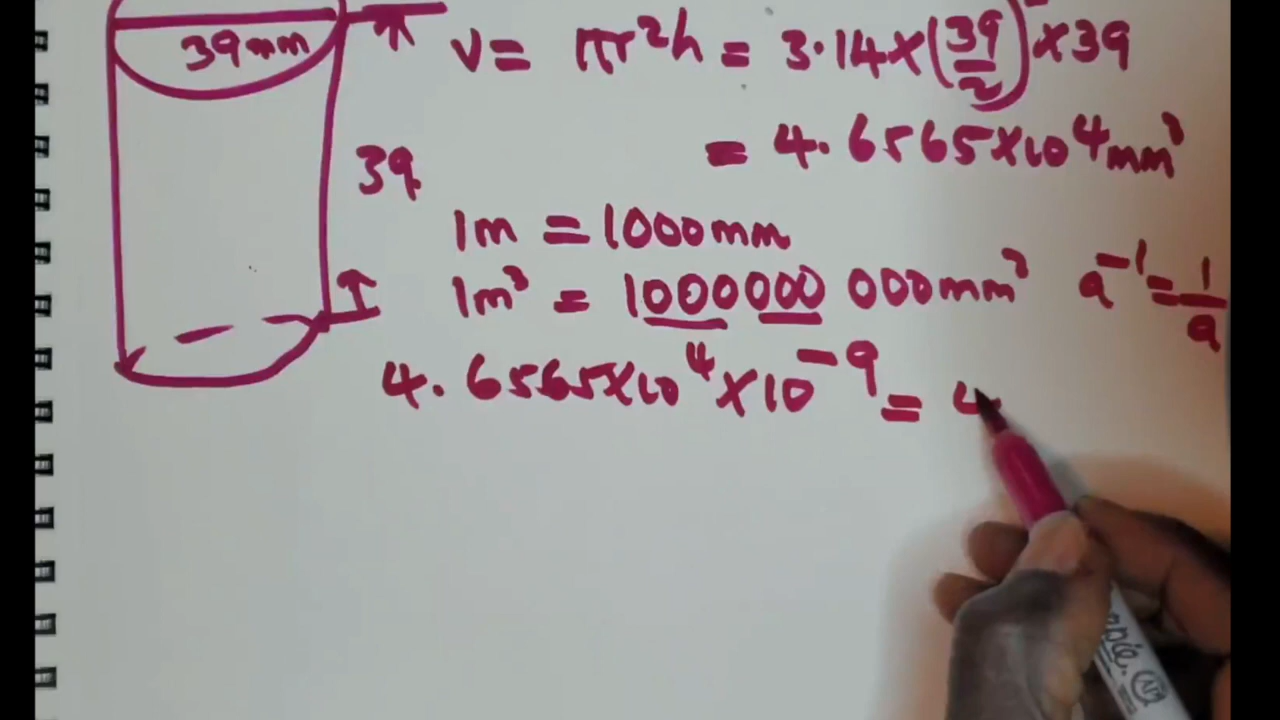 39mm
V = πr²h = 3.14×(39/2)²×39
= 4.6565×10⁴mm³
39
1m = 1000mm
1m³ = 1000000 000mm³ a⁻¹ = 1/a
4.6565×10⁴×10⁻⁹ = 4.